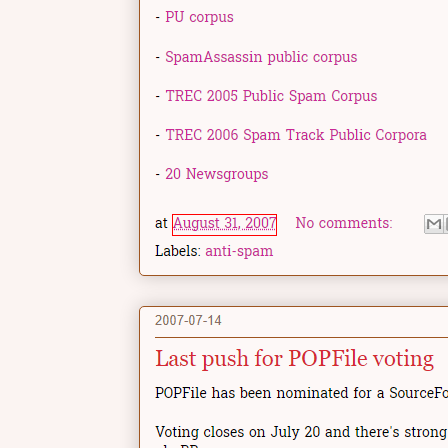 - PU corpus
- SpamAssassin public corpus
- TREC 2005 Public Spam Corpus
- TREC 2006 Spam Track Public Corpora
- 20 Newsgroups
at August 31, 2007 No comments:
Labels: anti-spam
2007-07-14
Last push for POPFile voting
POPFile has been nominated for a SourceFo
Voting closes on July 20 and there's strong